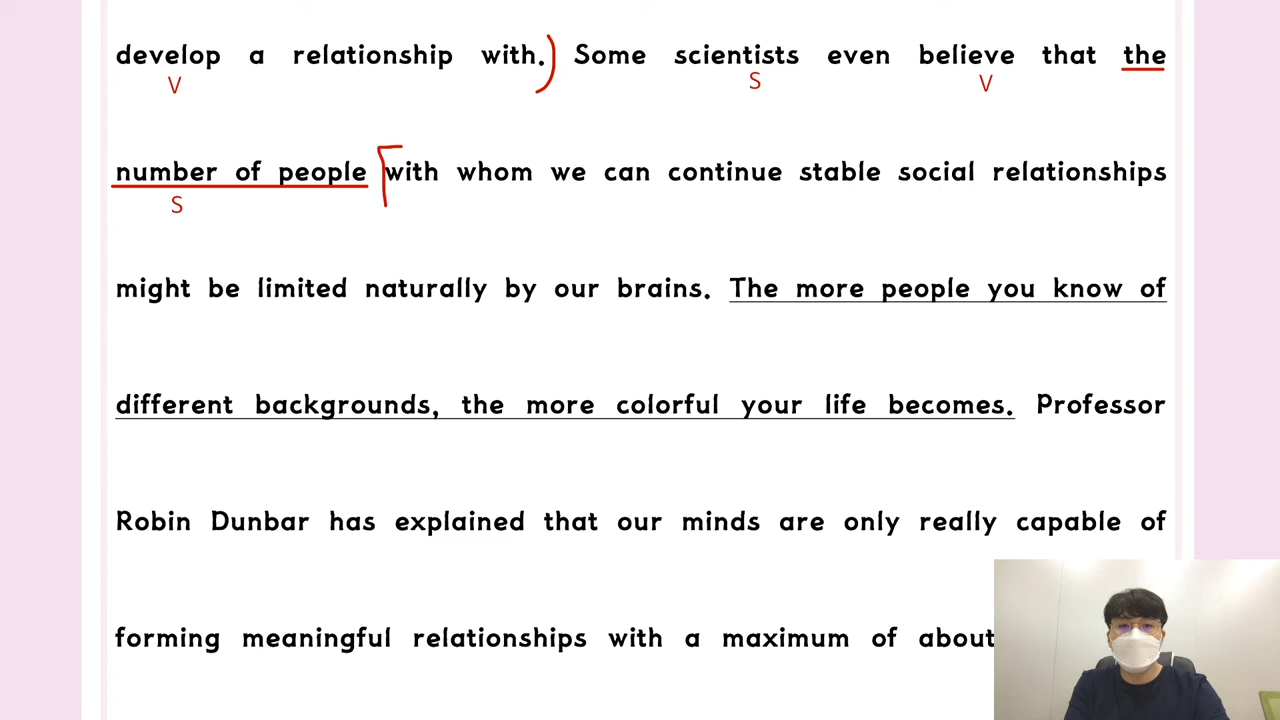 develop a relationship with.) Some scientists even believe that the
V S V
number of people with whom we can continue stable social relationships
S
might be limited naturally by our brains. The more people you know of
different backgrounds, the more colorful your life becomes. Professor
Robin Dunbar has explained that our minds are only really capable of
forming meaningful relationships with a maximum of about